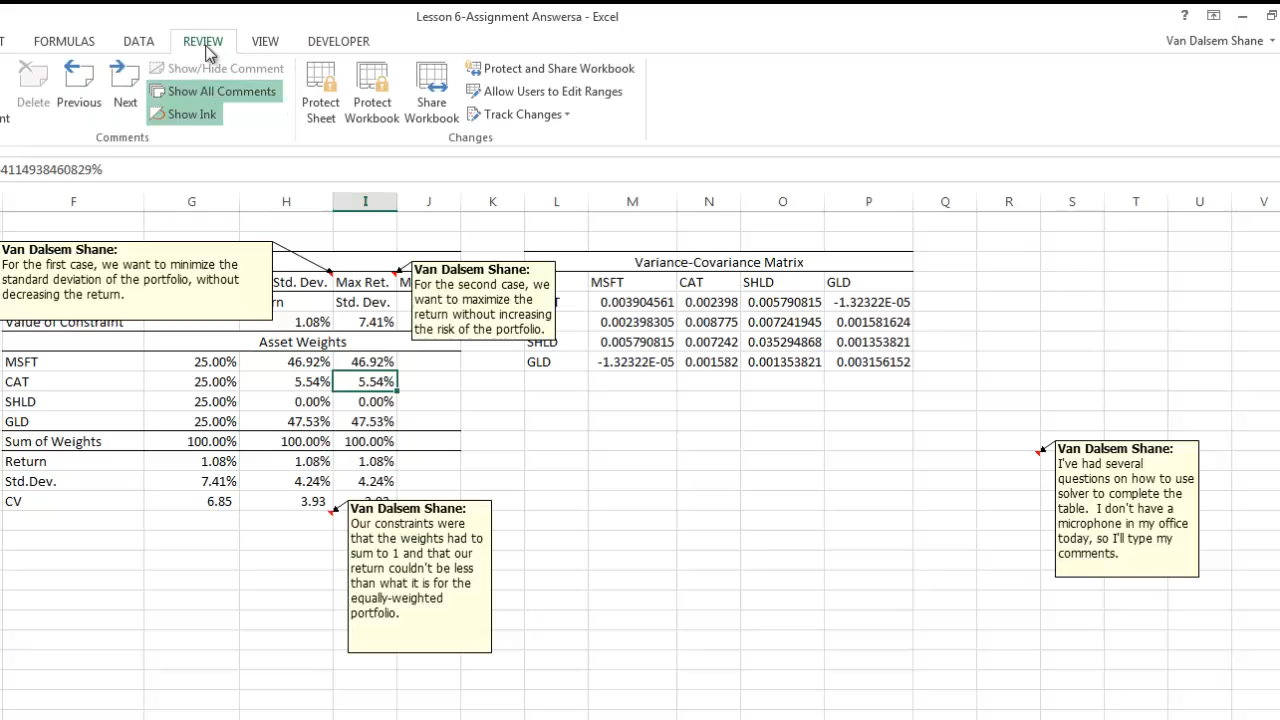 Lesson 6-Assignment Answersa - Excel
?
T FORMULAS DATA REVIEW VIEW DEVELOPER Van Dalsem Shane
Delete Previous Next
nt
Show/Hide Comment
Show All Comments
Show Ink
Comments
Protect Sheet
Protect Workbook
Share Workbook
Protect and Share Workbook
Allow Users to Edit Ranges
Track Changes
Changes
4114938460829%
F G H I J K L M N O P Q R S T U V
Van Dalsem Shane:
For the first case, we want to minimize the
standard deviation of the portfolio, without
decreasing the return.
Van Dalsem Shane:
For the second case, we
want to maximize the
return without increasing
the risk of the portfolio.
Variance-Covariance Matrix
Std. Dev. Max Ret. M MSFT CAT SHLD GLD
rn Std. Dev. T 0.003904561 0.002398 0.005790815 -1.32322E-05
Value of Constraint 1.08% 7.41% 0.002398305 0.008775 0.007241945 0.001581624
Asset Weights SHLD 0.005790815 0.007242 0.035294868 0.001353821
MSFT 25.00% 46.92% 46.92% GLD -1.32322E-05 0.001582 0.001353821 0.003156152
CAT 25.00% 5.54% 5.54%
SHLD 25.00% 0.00% 0.00%
GLD 25.00% 47.53% 47.53%
Sum of Weights 100.00% 100.00% 100.00%
Return 1.08% 1.08% 1.08%
Std.Dev. 7.41% 4.24% 4.24%
CV 6.85 3.93
Van Dalsem Shane:
Our constraints were
that the weights had to
sum to 1 and that our
return couldn't be less
than what it is for the
equally-weighted
portfolio.
Van Dalsem Shane:
I've had several
questions on how to use
solver to complete the
table. I don't have a
microphone in my office
today, so I'll type my
comments.